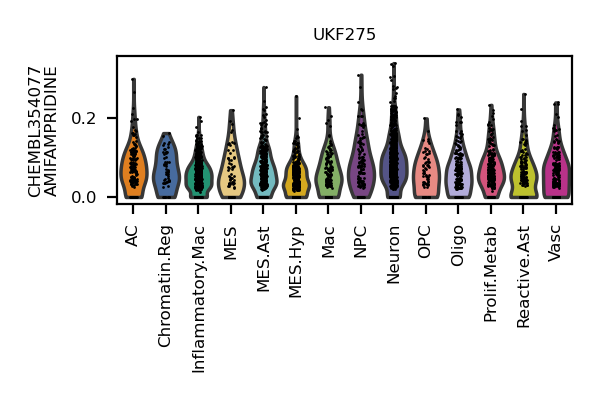 UKF275
CHEMBL354077
AMIFAMPRIDINE
0.2
0.0
AC
Chromatin.Reg
Inflammatory.Mac
MES
MES.Ast
MES.Hyp
Mac
NPC
Neuron
OPC
Oligo
Prolif.Metab
Reactive.Ast
Vasc